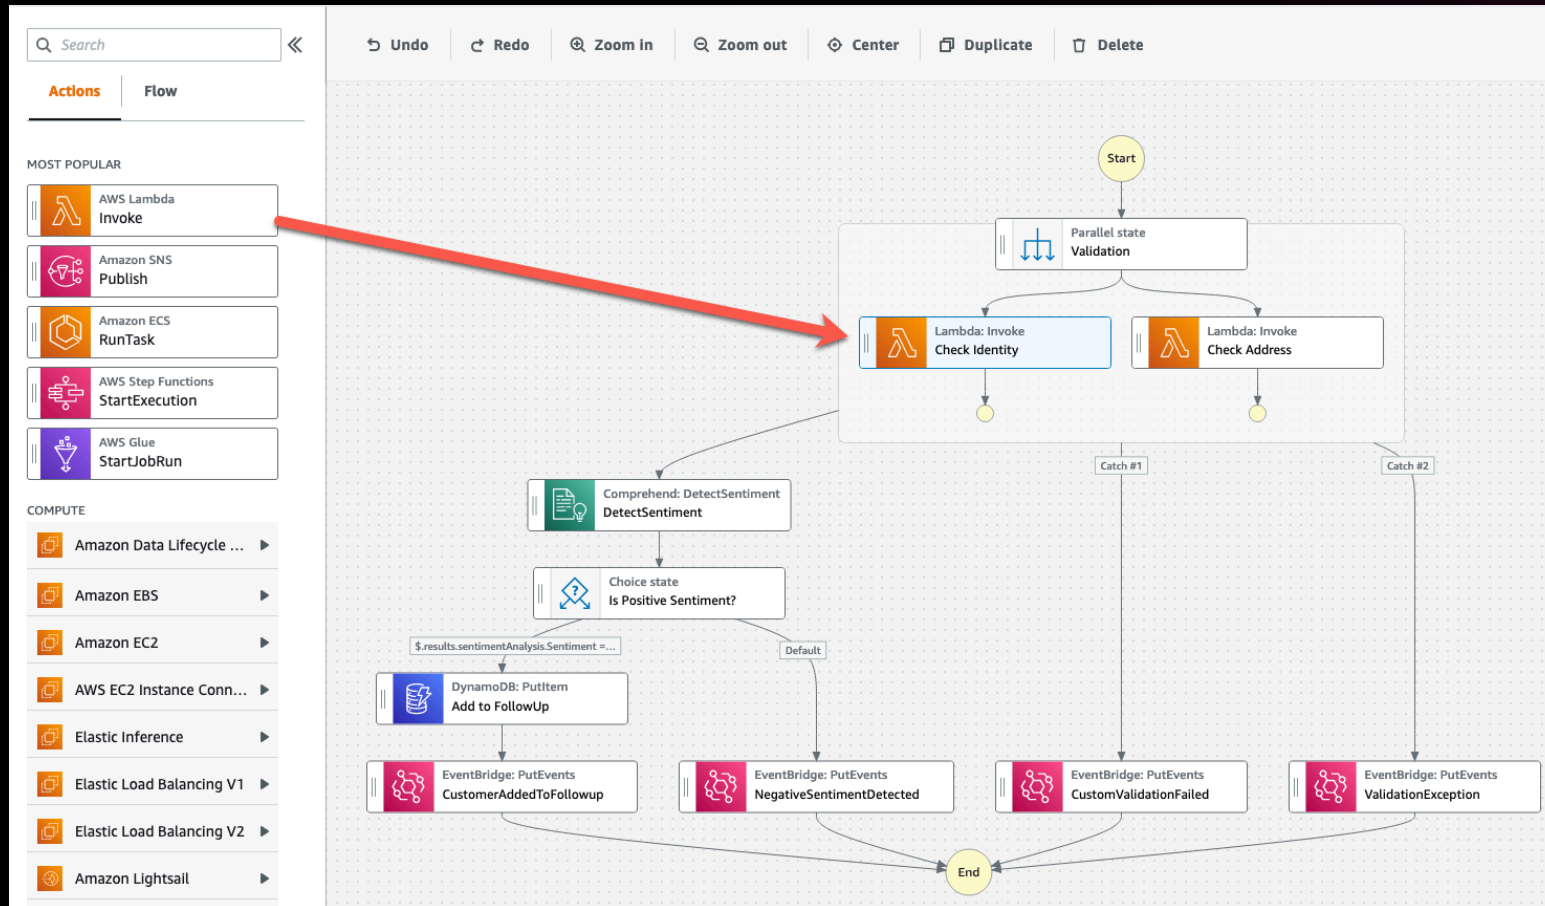 Search
Undo
Redo
Zoom in
Zoom out
Center
Duplicate
Delete
Actions
Flow
MOST POPULAR
AWS Lambda
Invoke
Amazon SNS
Publish
Amazon ECS
RunTask
AWS Step Functions
StartExecution
AWS Glue
StartJobRun
COMPUTE
Amazon Data Lifecycle ...
Amazon EBS
Amazon EC2
AWS EC2 Instance Conn...
Elastic Inference
Elastic Load Balancing V1
Elastic Load Balancing V2
Amazon Lightsail
Start
Parallel state
Validation
Lambda: Invoke
Check Identity
Lambda: Invoke
Check Address
Catch #1
Catch #2
Comprehend: DetectSentiment
DetectSentiment
?
Choice state
Is Positive Sentiment?
$.results.sentimentAnalysis.Sentiment =...
Default
DynamoDB: PutItem
Add to FollowUp
EventBridge: PutEvents
CustomerAddedToFollowup
EventBridge: PutEvents
NegativeSentimentDetected
EventBridge: PutEvents
CustomValidationFailed
EventBridge: PutEvents
ValidationException
End